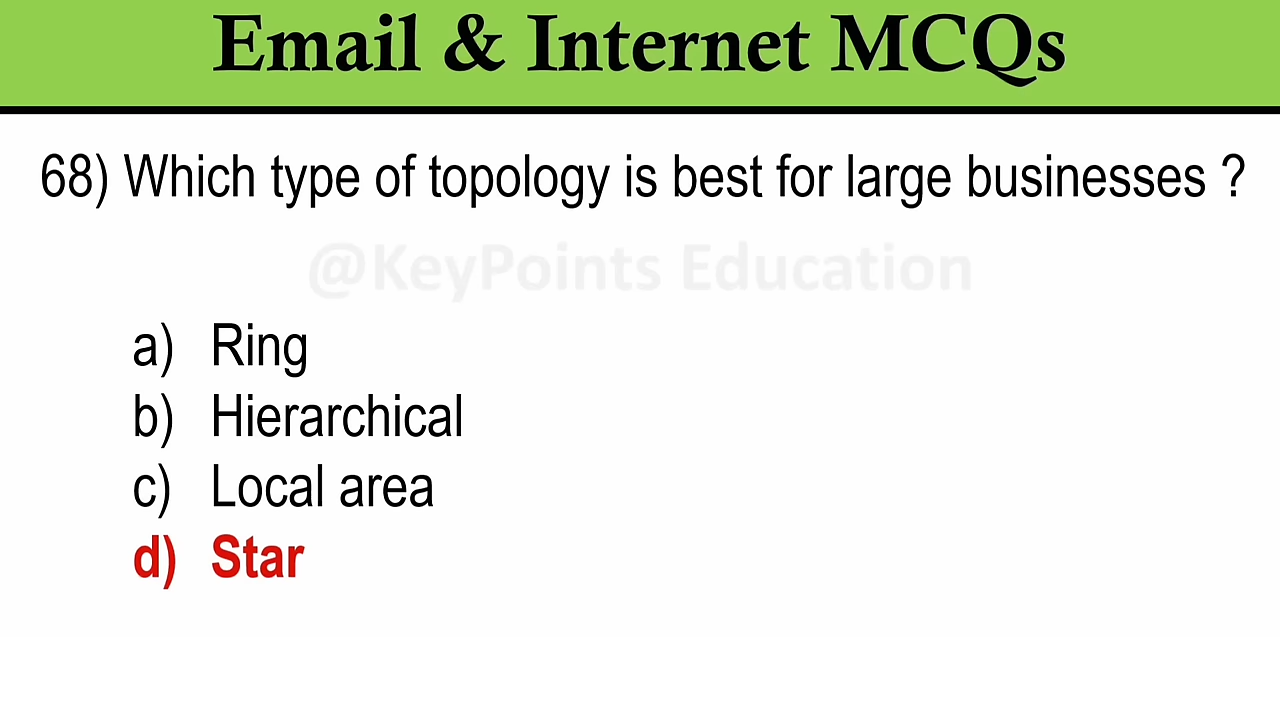 Email & Internet MCQs
68) Which type of topology is best for large businesses ?
@KeyPoints Education
a) Ring
b) Hierarchical
c) Local area
d) Star